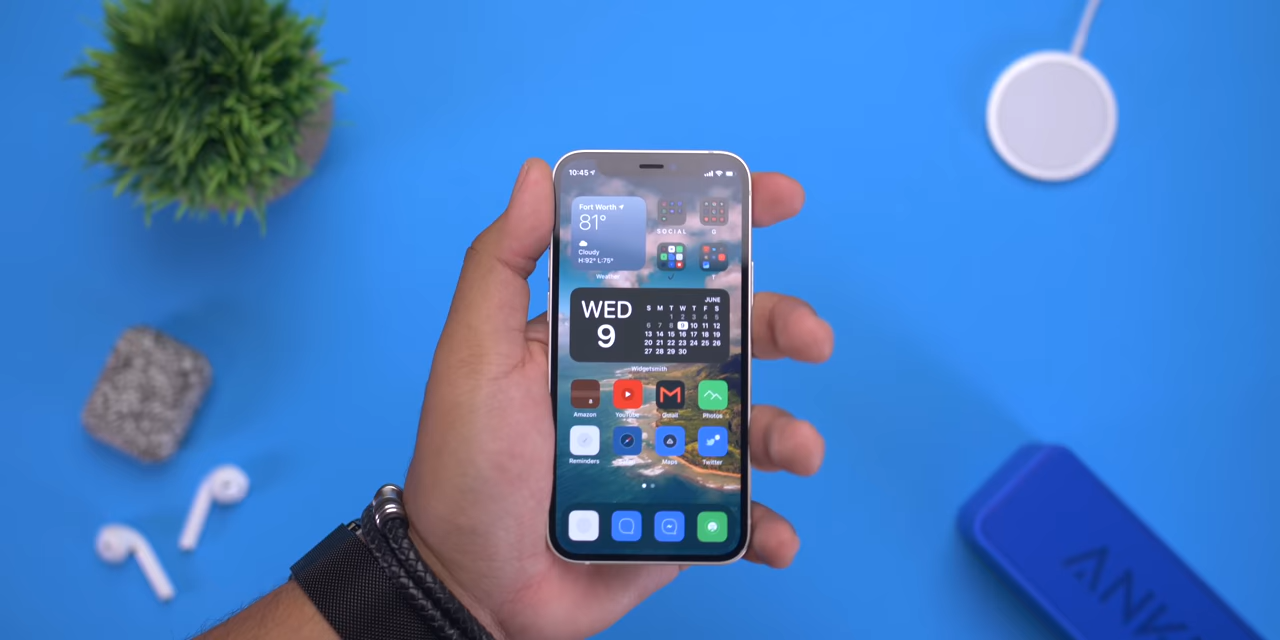 10:45
Fort Worth
81°
Cloudy
H:92° L:75°
Weather
SOCIAL
G
T
WED
9
JUNE
S M T W T F S
1 2 3 4 5
6 7 8 9 10 11 12
13 14 15 16 17 18 19
20 21 22 23 24 25 26
27 28 29 30
Widgetsmith
Amazon
YouTube
Gmail
Photos
Reminders
Maps
Twitter
ANK